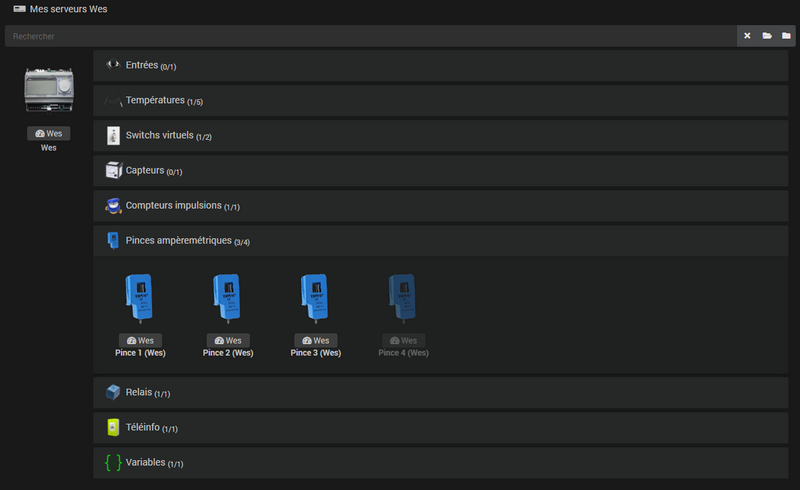 Mes serveurs Wes
Rechercher
Wes
Wes
Entrées (0/1)
Températures (1/5)
Switchs virtuels (1/2)
Capteurs (0/1)
Compteurs impulsions (1/1)
Pinces ampèremétriques (3/4)
Wes Wes Wes Wes
Pince 1 (Wes) Pince 2 (Wes) Pince 3 (Wes) Pince 4 (Wes)
Relais (1/1)
Téléinfo (1/1)
Variables (1/1)